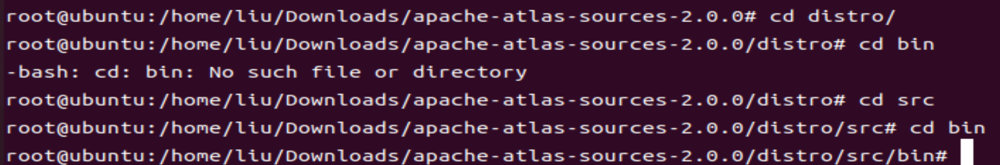 root@ubuntu:/home/liu/Downloads/apache-atlas-sources-2.0.0# cd distro/
root@ubuntu:/home/liu/Downloads/apache-atlas-sources-2.0.0/distro# cd bin
-bash: cd: bin: No such file or directory
root@ubuntu:/home/liu/Downloads/apache-atlas-sources-2.0.0/distro# cd src
root@ubuntu:/home/liu/Downloads/apache-atlas-sources-2.0.0/distro/src# cd bin
root@ubuntu:/home/liu/Downloads/apache-atlas-sources-2.0.0/distro/src/bin#